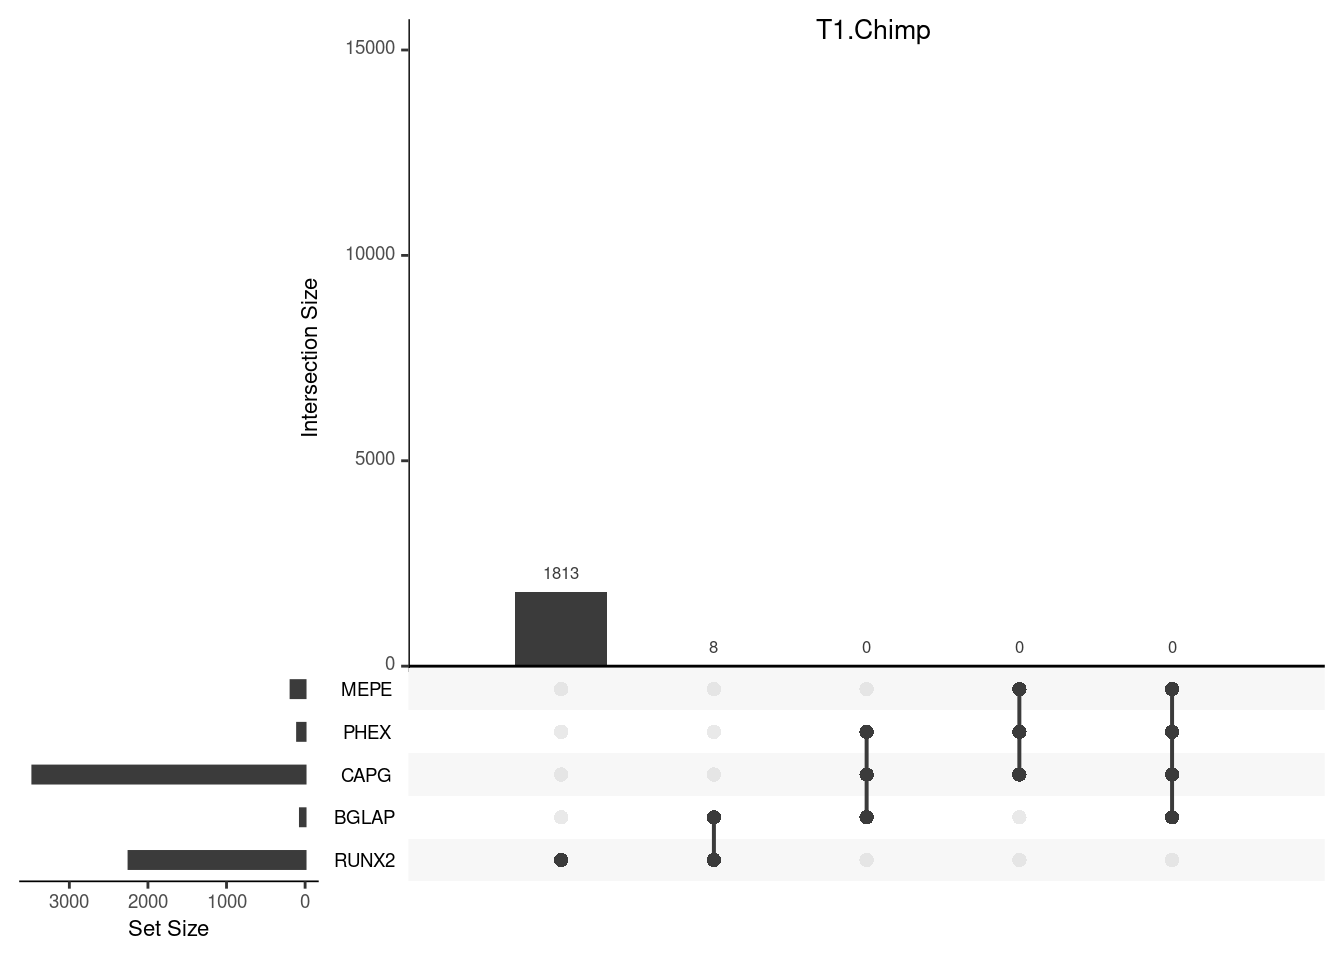 T1.Chimp
15000
10000
5000
0
Intersection Size
1813
8
0
0
0
MEPE
PHEX
CAPG
BGLAP
RUNX2
3000 2000 1000 0
Set Size